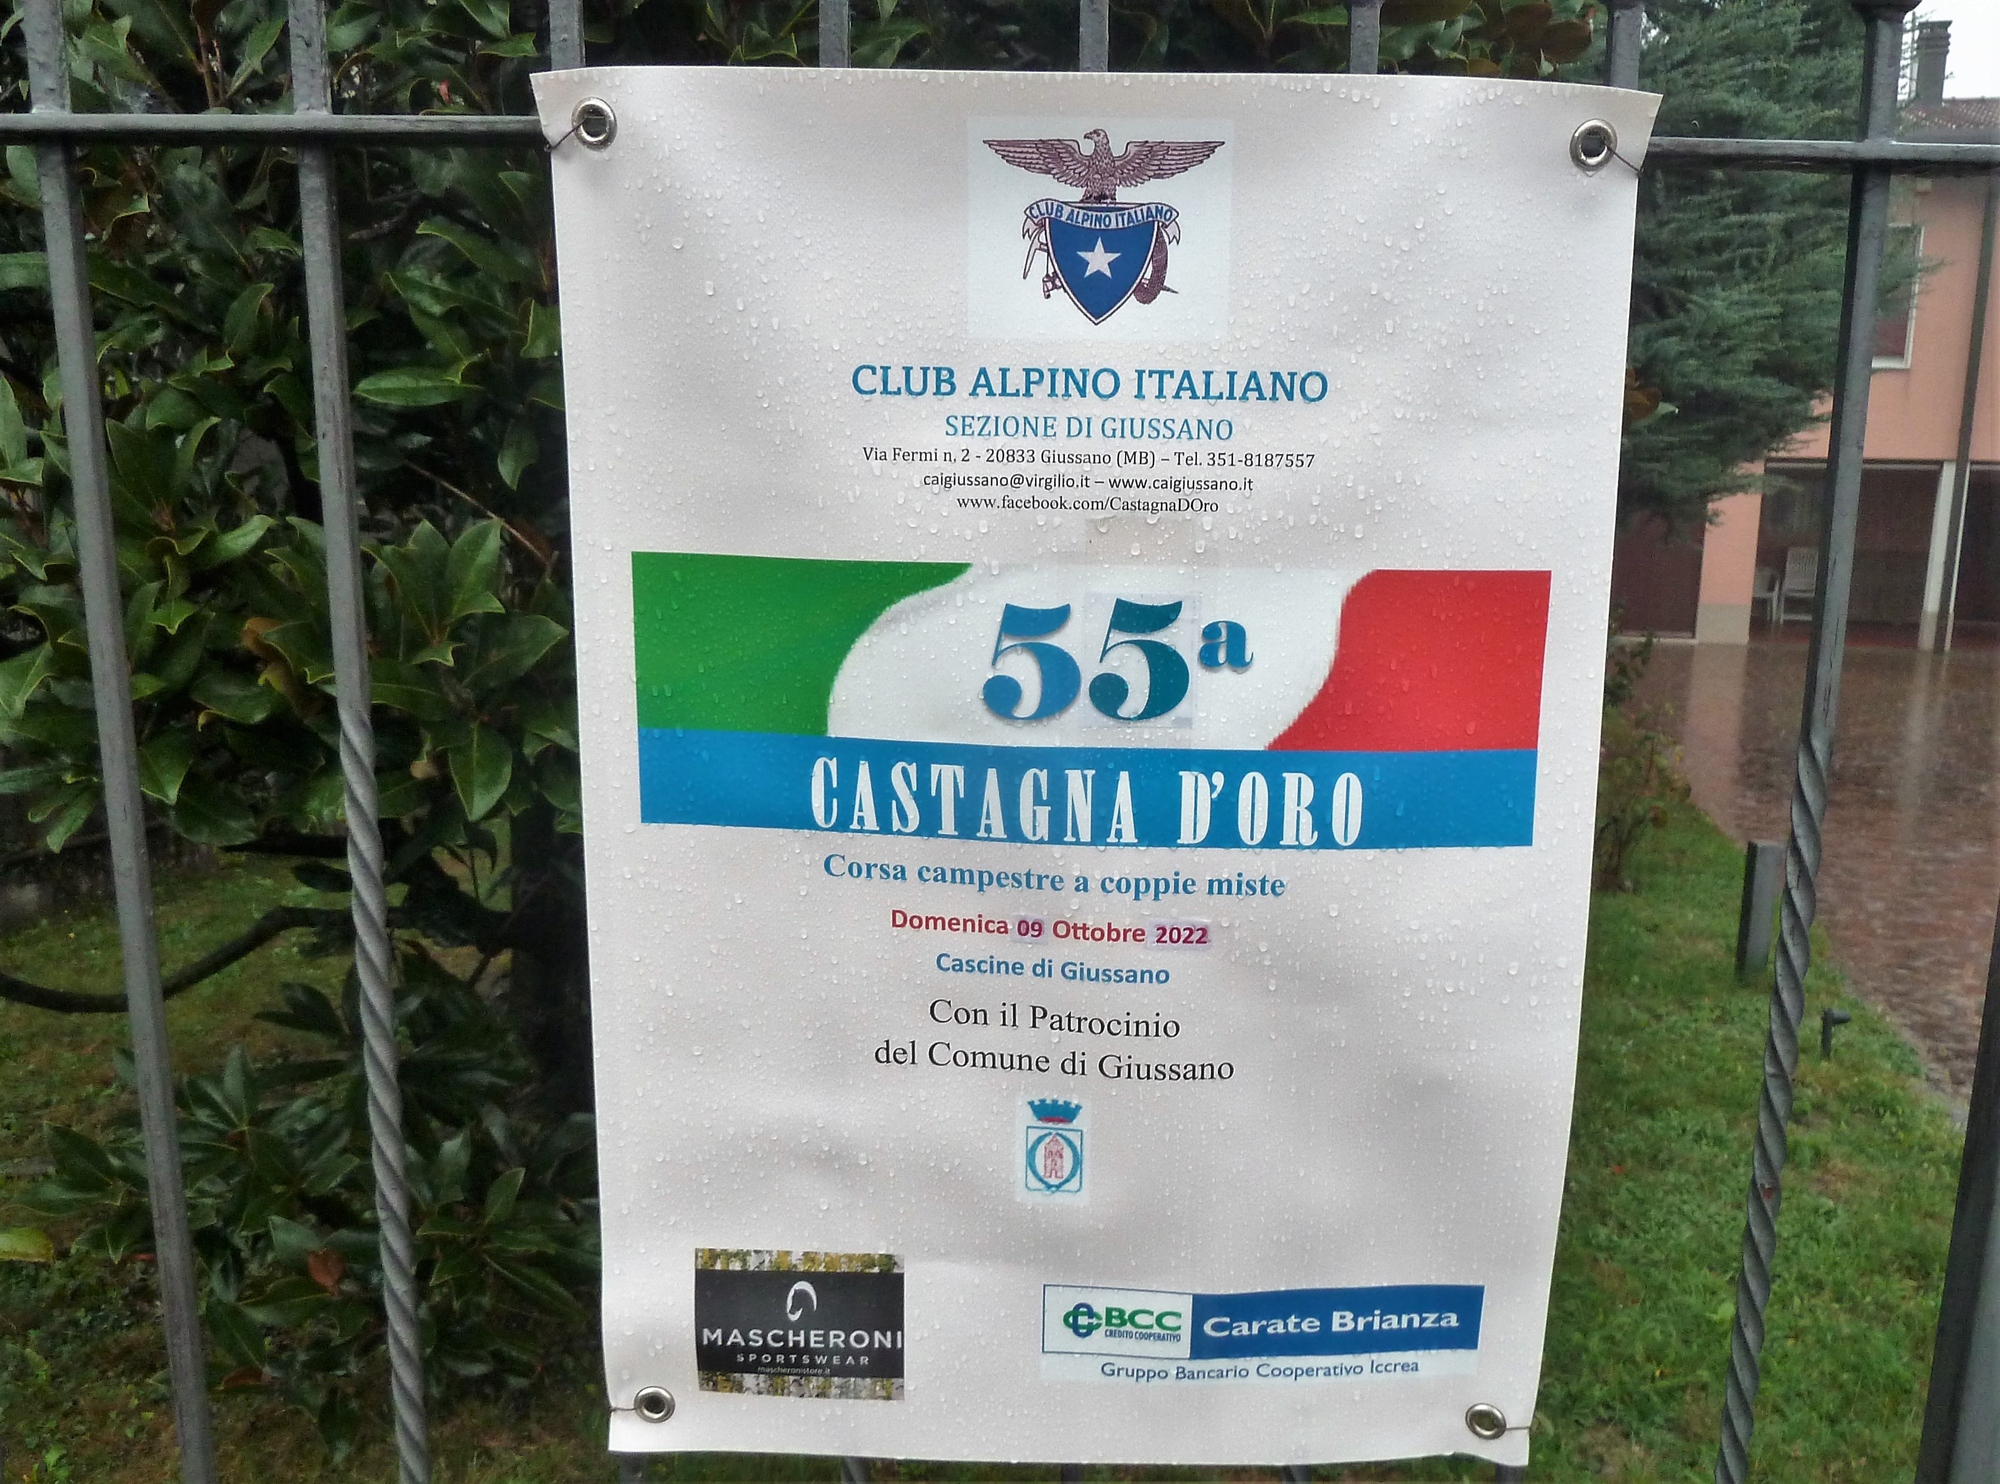 CLUB ALPINO ITALIANO
CLUB ALPINO ITALIANO
SEZIONE DI GIUSSANO
Via Fermi n. 2 - 20833 Giussano (MB) – Tel. 351-8187557
caigiussano@virgilio.it – www.caigiussano.it
www.facebook.com/CastagnaDOro
55a
CASTAGNA D'ORO
Corsa campestre a coppie miste
Domenica 09 Ottobre 2022
Cascine di Giussano
Con il Patrocinio
del Comune di Giussano
MASCHERONI
SPORTSWEAR
mascheronistore.it
BCC
CREDITO COOPERATIVO
Carate Brianza
Gruppo Bancario Cooperativo Iccrea